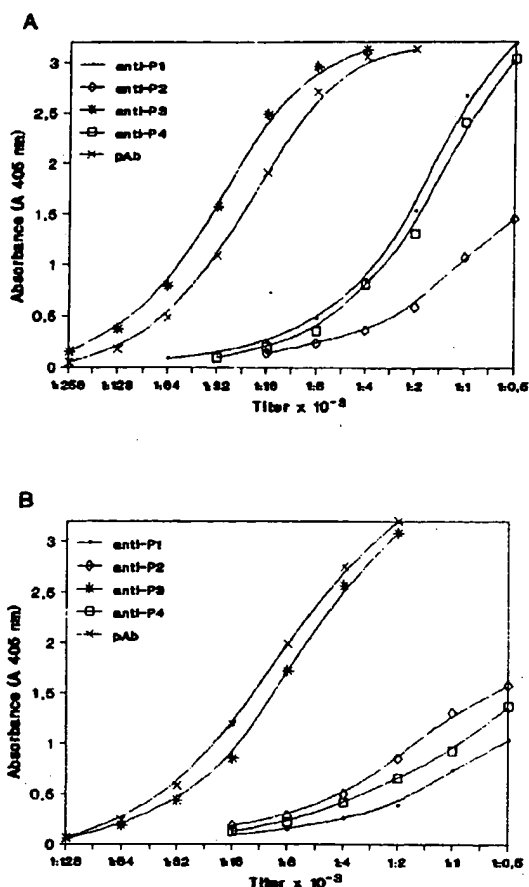 A
3
2.5
2
1.5
1
0.5
0
Absorbance (A 405 nm)
anti-P1
anti-P2
anti-P3
anti-P4
pAb
1:256 1:128 1:64 1:32 1:16 1:8 1:4 1:2 1:1 1:0,5
Titer x 10⁻³
B
3
2.5
2
1.5
1
0.5
0
Absorbance (A 405 nm)
anti-P1
anti-P2
anti-P3
anti-P4
pAb
1:128 1:64 1:32 1:16 1:8 1:4 1:2 1:1 1:0,5
Titer x 10⁻³